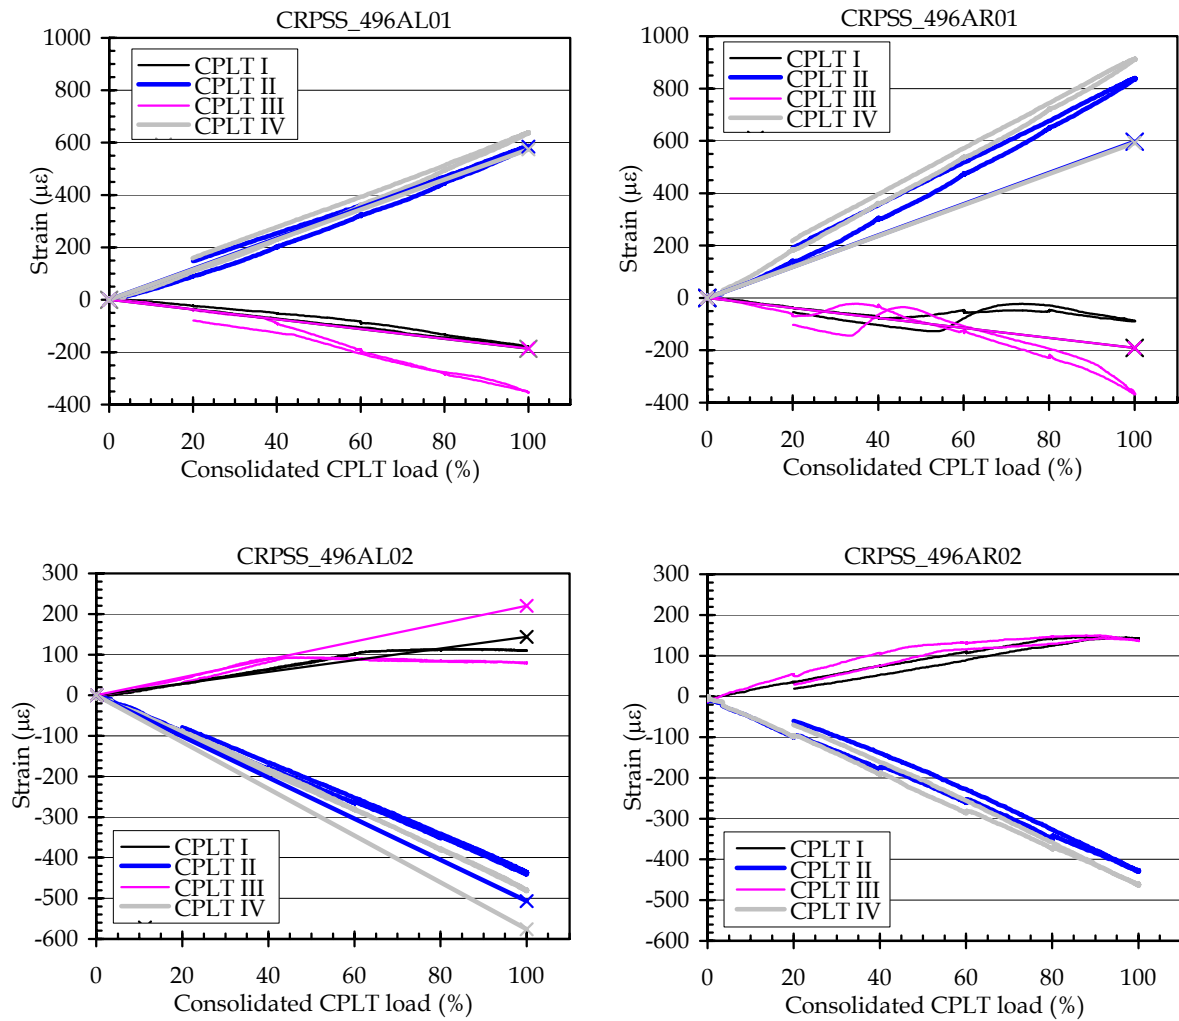 CRPSS_496AL01
1000
800
600
400
200
0
-200
-400
Strain (με)
CPLT I
CPLT II
CPLT III
CPLT IV
0 20 40 60 80 100
Consolidated CPLT load (%)
CRPSS_496AR01
1000
800
600
400
200
0
-200
-400
Strain (με)
CPLT I
CPLT II
CPLT III
CPLT IV
0 20 40 60 80 100
Consolidated CPLT load (%)
CRPSS_496AL02
300
200
100
0
-100
-200
-300
-400
-500
-600
Strain (με)
CPLT I
CPLT II
CPLT III
CPLT IV
0 20 40 60 80 100
Consolidated CPLT load (%)
CRPSS_496AR02
300
200
100
0
-100
-200
-300
-400
-500
-600
Strain (με)
CPLT I
CPLT II
CPLT III
CPLT IV
0 20 40 60 80 100
Consolidated CPLT load (%)